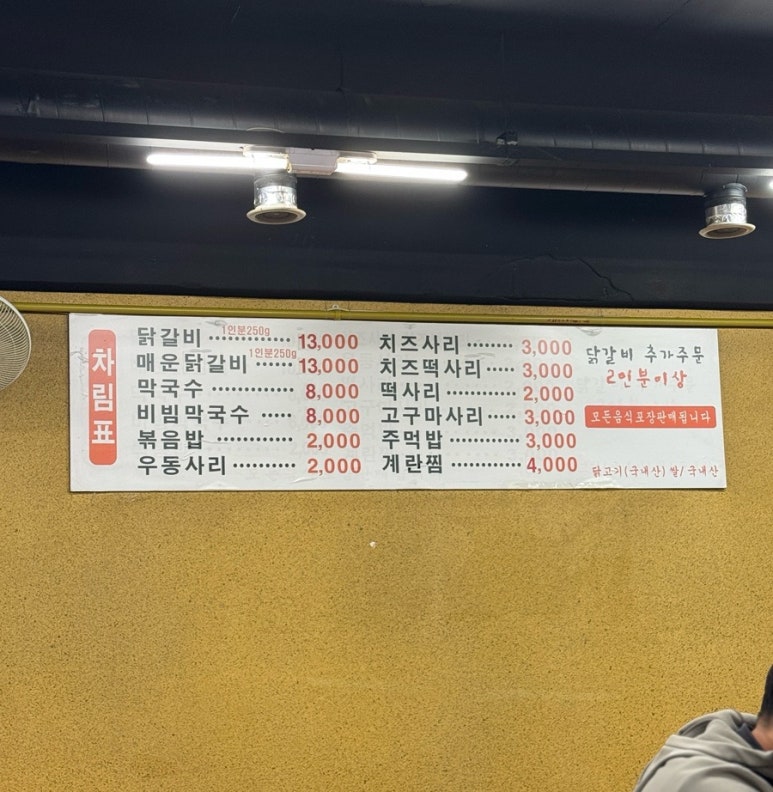 차림표
닭갈비 1인분250g 13,000
매운닭갈비 1인분250g 13,000
막국수 8,000
비빔막국수 8,000
볶음밥 2,000
우동사리 2,000
치즈사리 3,000
치즈떡사리 3,000
떡사리 2,000
고구마사리 3,000
주먹밥 3,000
계란찜 4,000
닭갈비 추가주문
2인분이상
모든음식포장판매됩니다
닭고기(국내산) 쌀/국내산